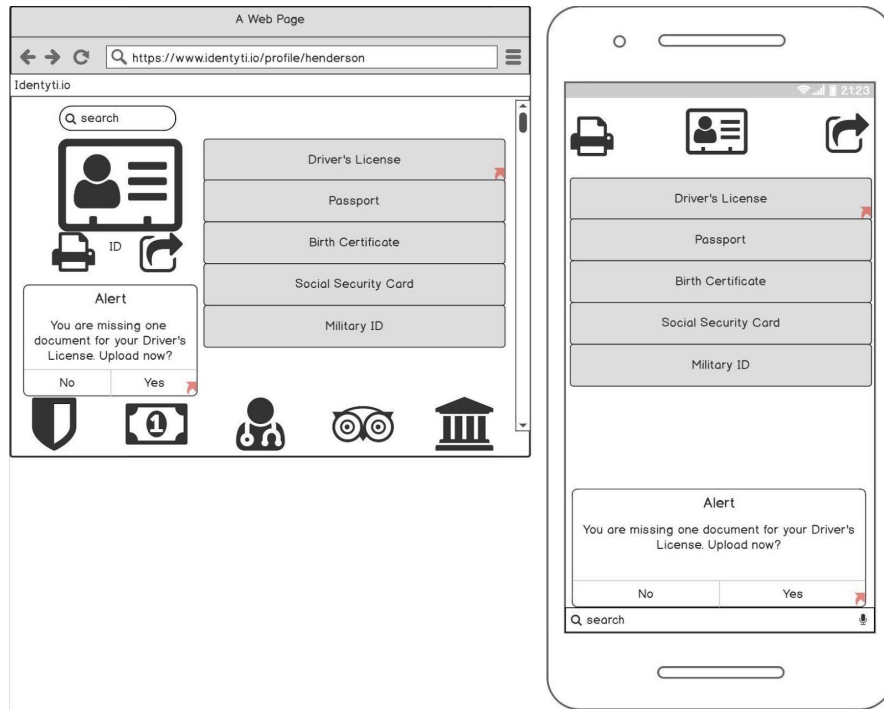 A Web Page
https://www.identyti.io/profile/henderson
Identyti.io
search
Driver's License
Passport
Birth Certificate
Social Security Card
Military ID
ID
Alert
You are missing one
document for your Driver's
License. Upload now?
No Yes
1
21:23
Driver's License
Passport
Birth Certificate
Social Security Card
Military ID
Alert
You are missing one document for your Driver's
License. Upload now?
No Yes
search